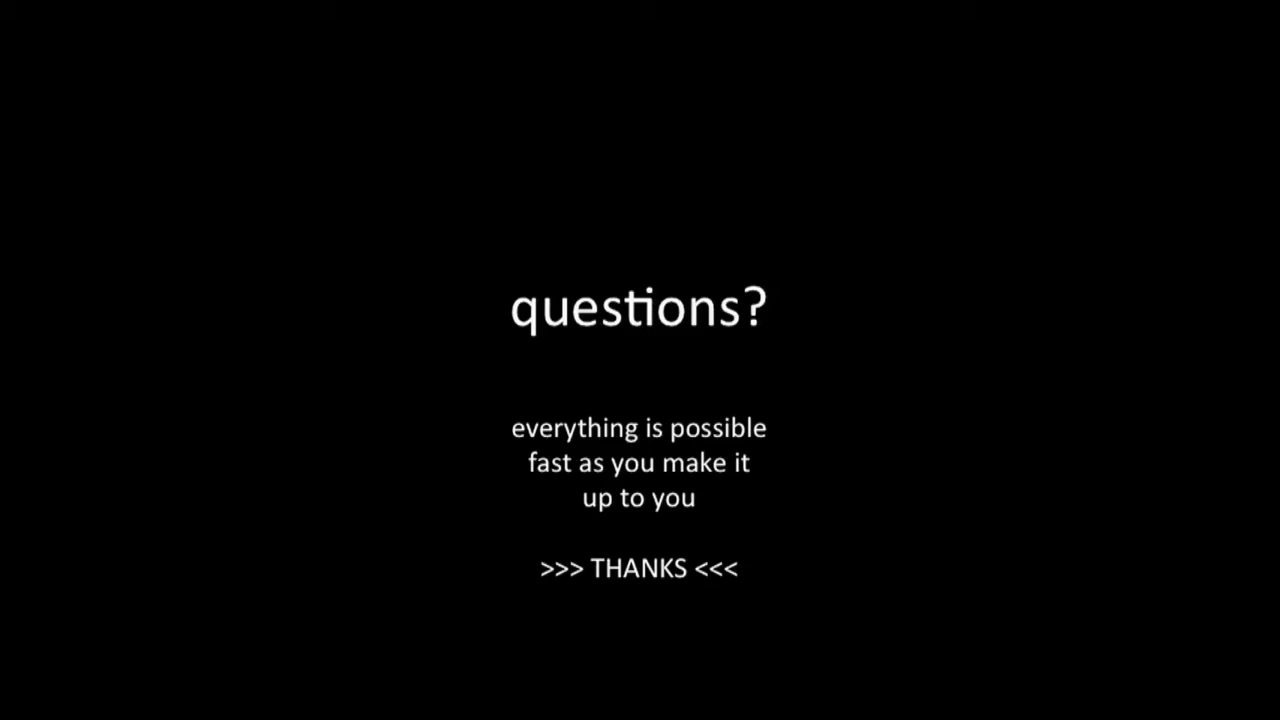 questions?
everything is possible
fast as you make it
up to you
>>> THANKS <<<